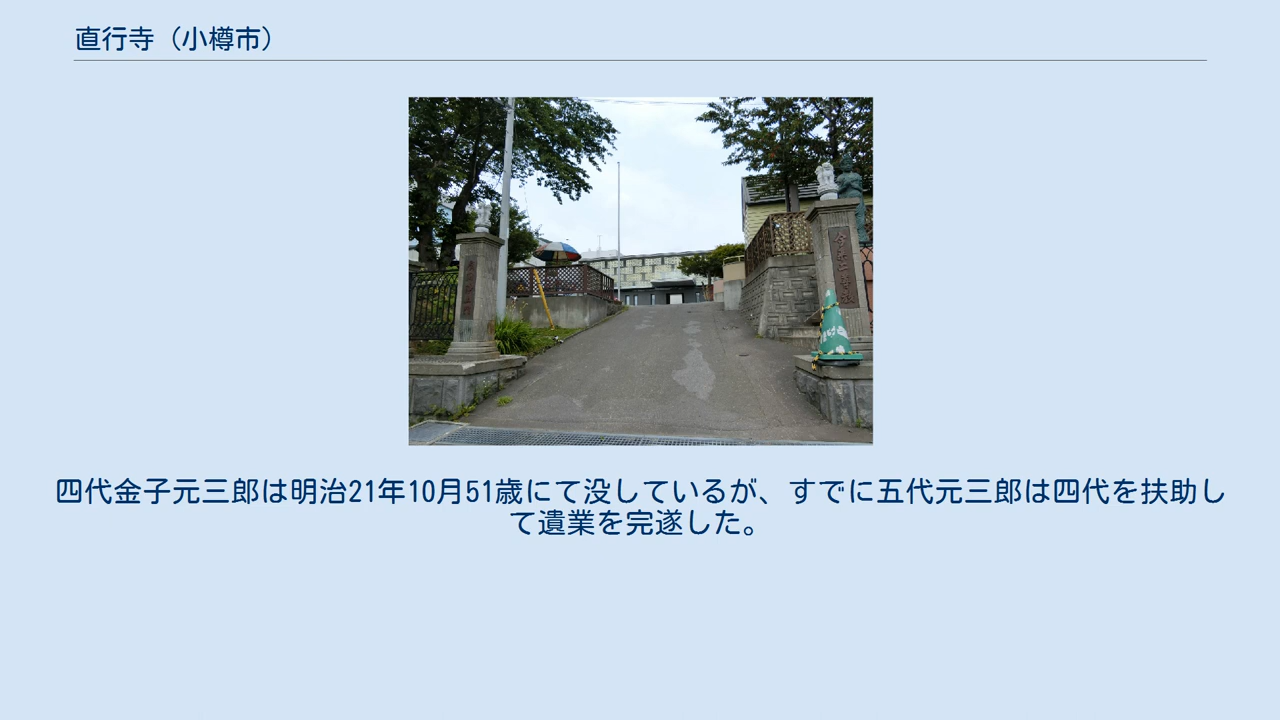 直行寺（小樽市）
四代金子元三郎は明治21年10月51歳にて没しているが、すでに五代元三郎は四代を扶助し
て遺業を完遂した。